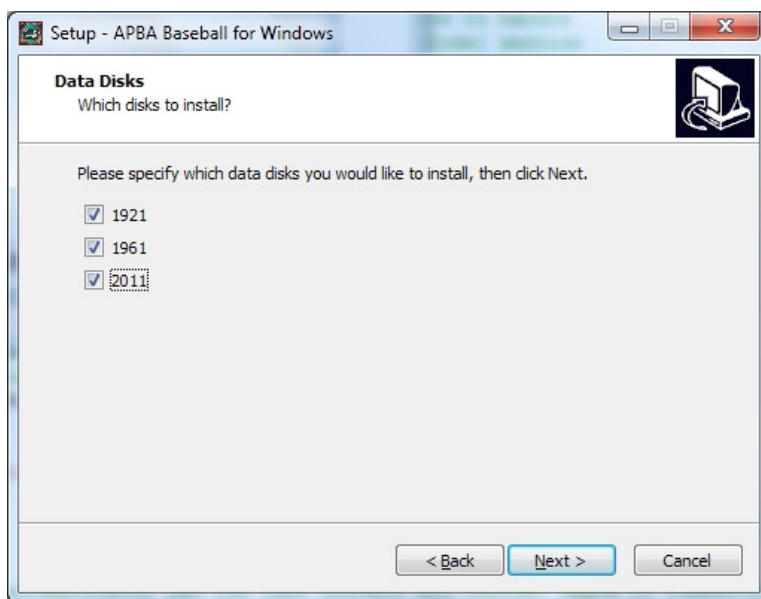 Setup - APBA Baseball for Windows
Data Disks
Which disks to install?
Please specify which data disks you would like to install, then click Next.
1921
1961
2011
< Back
Next >
Cancel